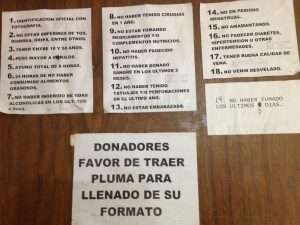 1. IDENTIFICACION OFICIAL CON
FOTOGRAFIA.
2. NO ESTAR ENFERMO DE TOS,
DIARREA, GRIPA, ENTRE OTROS.
3. TENER ENTRE 18 Y 60 AÑOS.
4. PESO MAYOR A KILOS
5. AYUNO TOTAL DE 6 HORAS.
6. 24 HORAS DE NO HABER
CONSUMIDO ALIMENTOS
GRASOSOS.
7. NO HABER INGERIDO BEBIDAS
ALCOHOLICAS EN LOS ULTIMOS
DIAS.
8. NO HABER TENIDO CIRUGIAS
EN 1 AÑO.
9. NO ESTAR TOMANDO
MEDICAMENTOS Y/O
COMPLEMENTOS NUTRICIOS.
10. NO HABER PADECIDO
HEPATITIS.
11. NO HABER DONADO
SANGRE EN LOS ULTIMOS 2
MESES.
12. NO HABER TENIDO
TATUAJES Y/O PERFORACIONES
EN EL ULTIMO AÑO.
13. NO ESTAR EMBARAZADA
14. NO EN PERIODO
MENSTRUAL.
15. NO AMAMANTANDO.
16. NO PADECER DIABETES,
HIPERTENSION U OTRAS
ENFERMEDADES.
17. TENER BUENA CALIDAD DE
VENA.
18. NO VENIR DESVELADO.
19. NO HABER FUMADO
LOS ULTIMOS DIAS.
DONADORES
FAVOR DE TRAER
PLUMA PARA
LLENADO DE SU
FORMATO